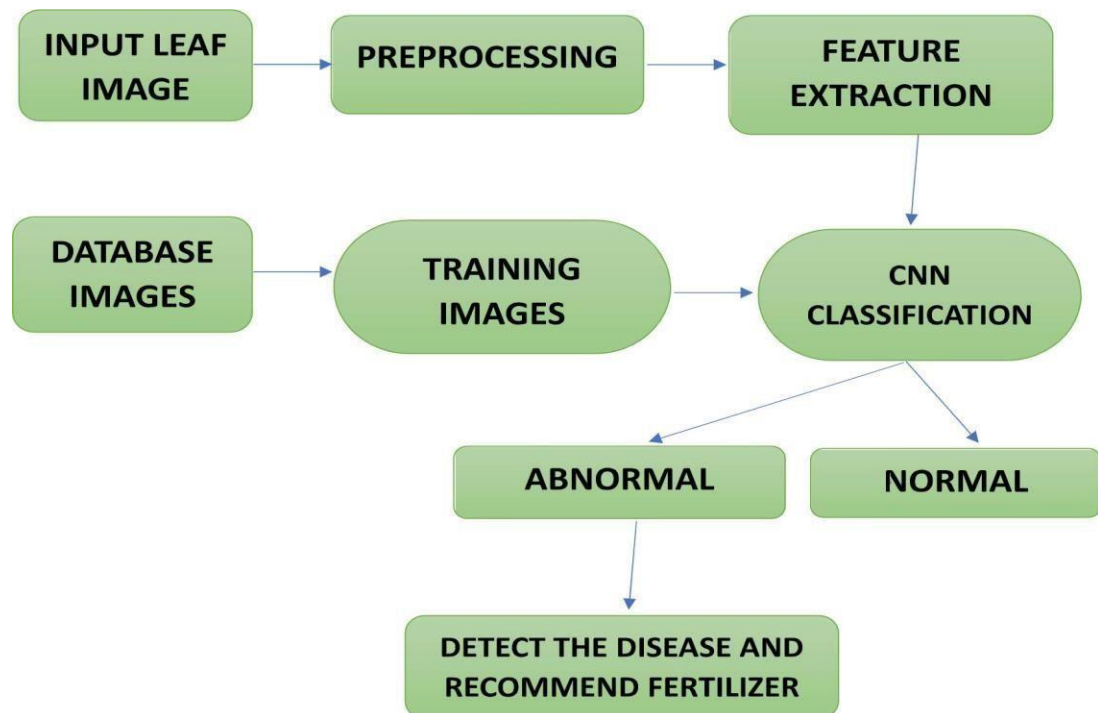 INPUT LEAF
IMAGE
PREPROCESSING
FEATURE
EXTRACTION
DATABASE
IMAGES
TRAINING
IMAGES
CNN
CLASSIFICATION
ABNORMAL
NORMAL
DETECT THE DISEASE AND
RECOMMEND FERTILIZER